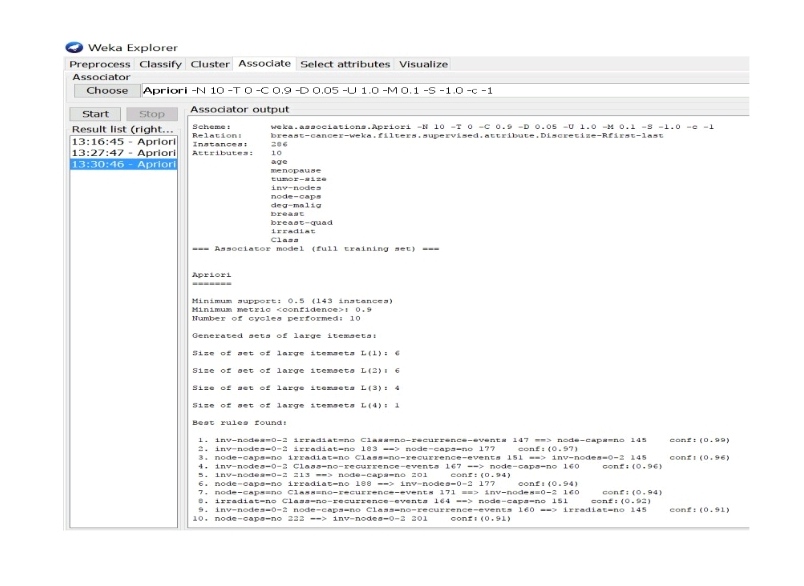 Weka Explorer
Preprocess Classify Cluster Associate Select attributes Visualize
Associator
Choose Apriori -N 10 -T 0 -C 0.9 -D 0.05 -U 1.0 -M 0.1 -S -1.0 -c -1
Start Stop
Associator output
Result list (right...
13:16:45 - Apriori
13:27:47 - Apriori
13:30:46 - Apriori
Scheme: weka.associations.Apriori -N 10 -T 0 -C 0.9 -D 0.05 -U 1.0 -M 0.1 -S -1.0 -c -1
Relation: breast-cancer-weka.filters.supervised.attribute.Discretize-Rfirst-last
Instances: 286
Attributes: 10
age
menopause
tumor-size
inv-nodes
node-caps
deg-malig
breast
breast-quad
irradiat
Class
=== Associator model (full training set) ===
Apriori
=======
Minimum support: 0.5 (143 instances)
Minimum metric <confidence>: 0.9
Number of cycles performed: 10
Generated sets of large itemsets:
Size of set of large itemsets L(1): 6
Size of set of large itemsets L(2): 6
Size of set of large itemsets L(3): 4
Size of set of large itemsets L(4): 1
Best rules found:
1. inv-nodes=0-2 irradiat=no Class=no-recurrence-events 147 ==> node-caps=no 145 conf:(0.99)
2. inv-nodes=0-2 irradiat=no 183 ==> node-caps=no 177 conf:(0.97)
3. node-caps=no irradiat=no Class=no-recurrence-events 151 ==> inv-nodes=0-2 145 conf:(0.96)
4. inv-nodes=0-2 Class=no-recurrence-events 167 ==> node-caps=no 160 conf:(0.96)
5. inv-nodes=0-2 213 ==> node-caps=no 201 conf:(0.94)
6. node-caps=no irradiat=no 188 ==> inv-nodes=0-2 177 conf:(0.94)
7. node-caps=no Class=no-recurrence-events 171 ==> inv-nodes=0-2 160 conf:(0.94)
8. irradiat=no Class=no-recurrence-events 164 ==> node-caps=no 151 conf:(0.92)
9. inv-nodes=0-2 node-caps=no Class=no-recurrence-events 160 ==> irradiat=no 145 conf:(0.91)
10. node-caps=no 222 ==> inv-nodes=0-2 201 conf:(0.91)